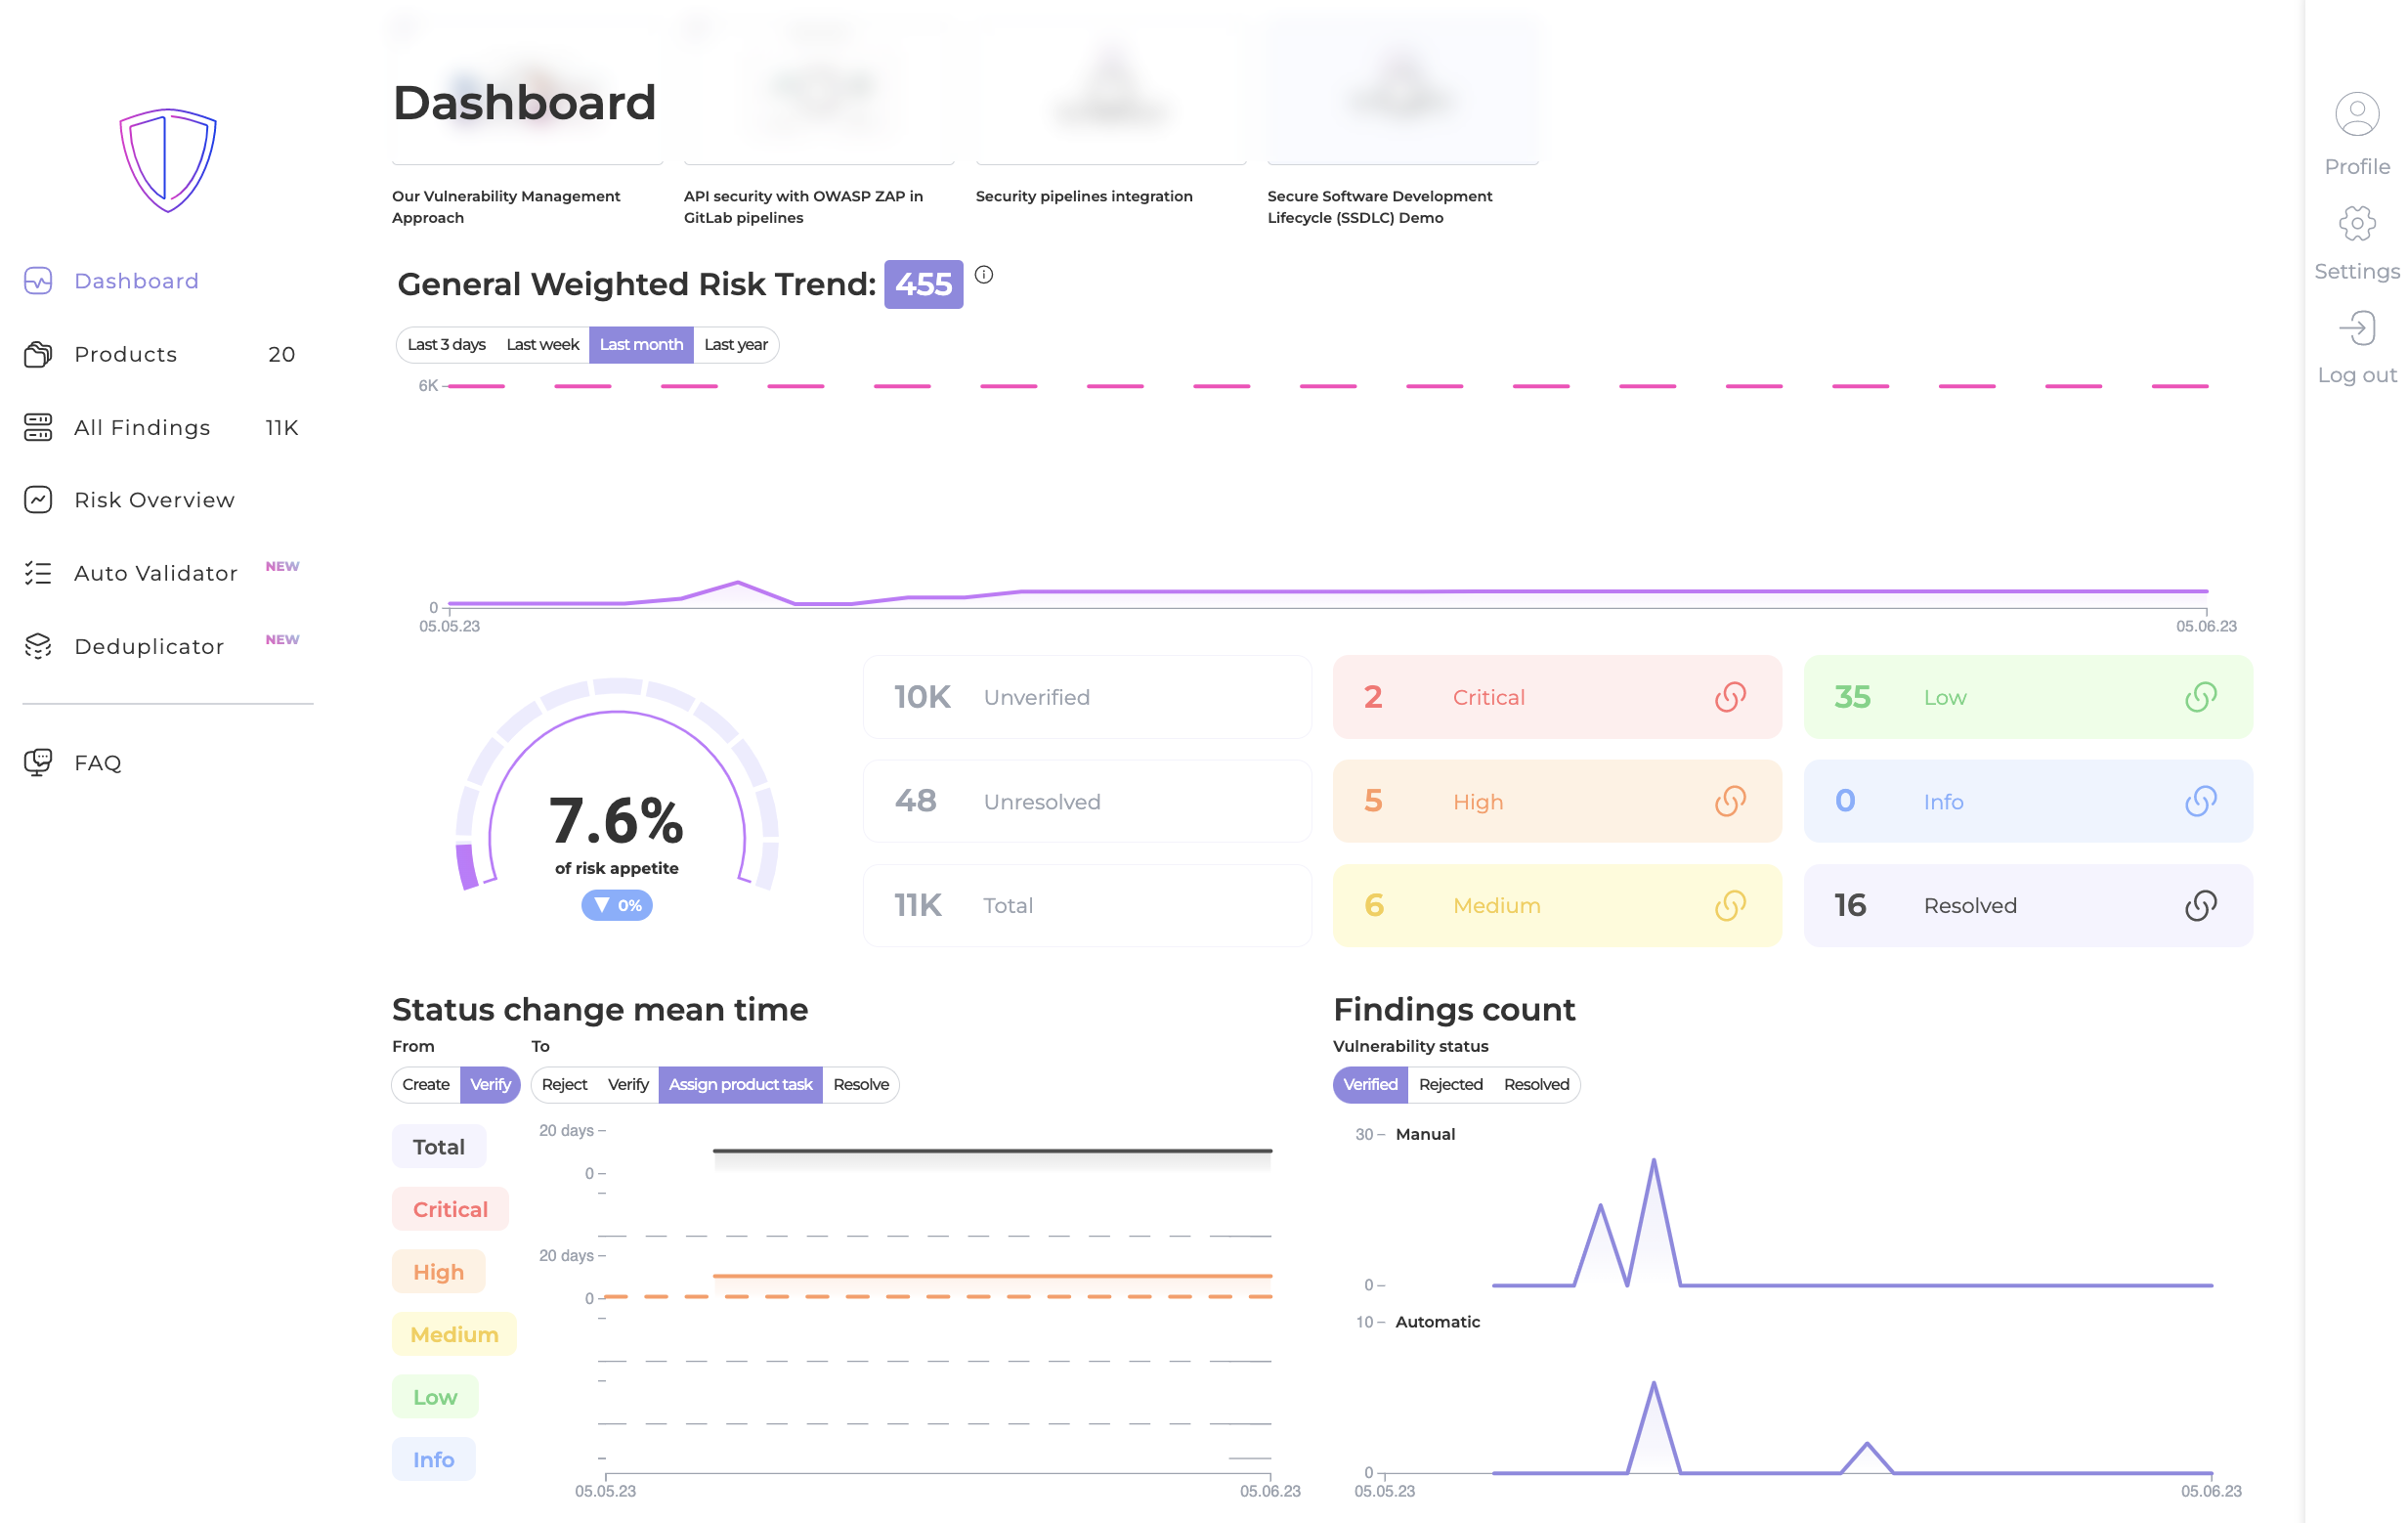 Dashboard
Our Vulnerability Management
Approach
API security with OWASP ZAP in
GitLab pipelines
Security pipelines integration
Secure Software Development
Lifecycle (SSDLC) Demo
Profile
Settings
Log out
Dashboard
Products 20
All Findings 11K
Risk Overview
Auto Validator NEW
Deduplicator NEW
FAQ
General Weighted Risk Trend: 455
Last 3 days Last week Last month Last year
6K
0
05.05.23 05.06.23
7.6%
of risk appetite
▼ 0%
10K Unverified
48 Unresolved
11K Total
2 Critical
5 High
6 Medium
35 Low
0 Info
16 Resolved
Status change mean time
From To
Create Verify Reject Verify Assign product task Resolve
Total
Critical
High
Medium
Low
Info
20 days
0
20 days
0
05.05.23 05.06.23
Findings count
Vulnerability status
Verified Rejected Resolved
30 Manual
0
10 Automatic
0
05.05.23 05.06.23